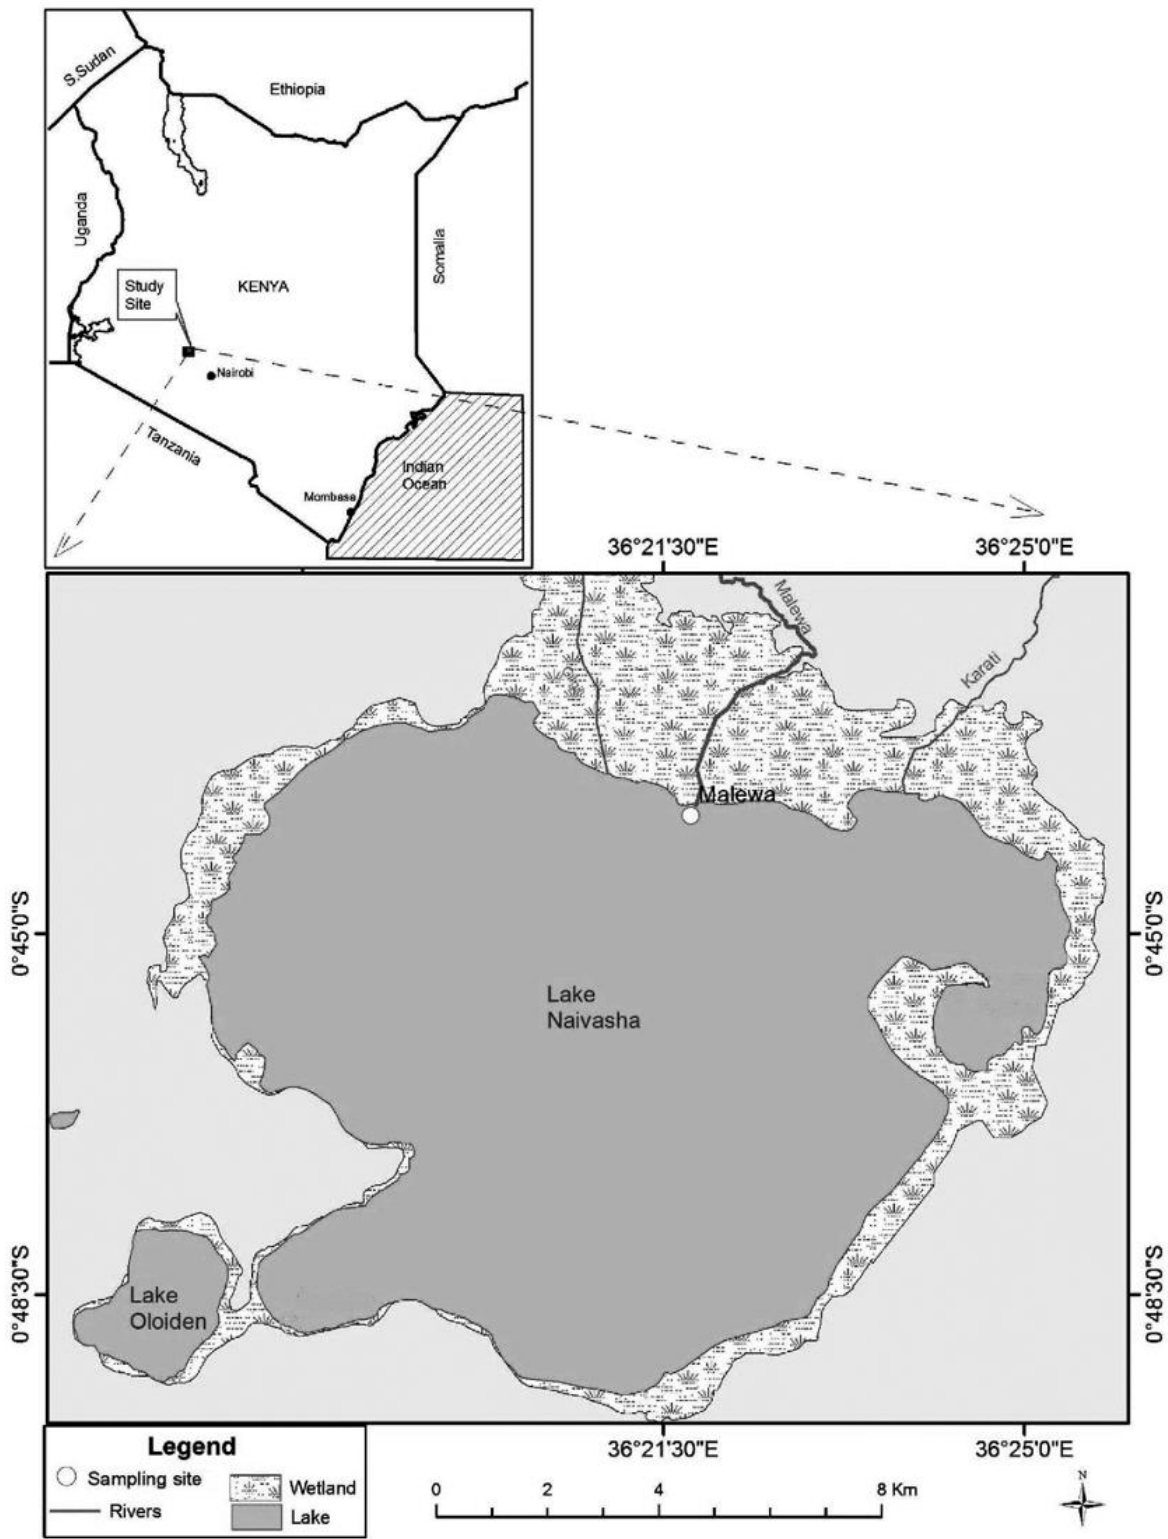 S.Sudan
Ethiopia
Uganda
Somalia
Study
Site
KENYA
Nairobi
Tanzania
Indian
Ocean
Mombasa
36°21'30"E
36°25'0"E
Malewa
Karati
Malewa
0°45'0"S
0°45'0"S
Lake
Naivasha
0°48'30"S
0°48'30"S
Lake
Oloiden
36°21'30"E
36°25'0"E
Legend
Sampling site
Rivers
Wetland
Lake
0 2 4 8 Km
N